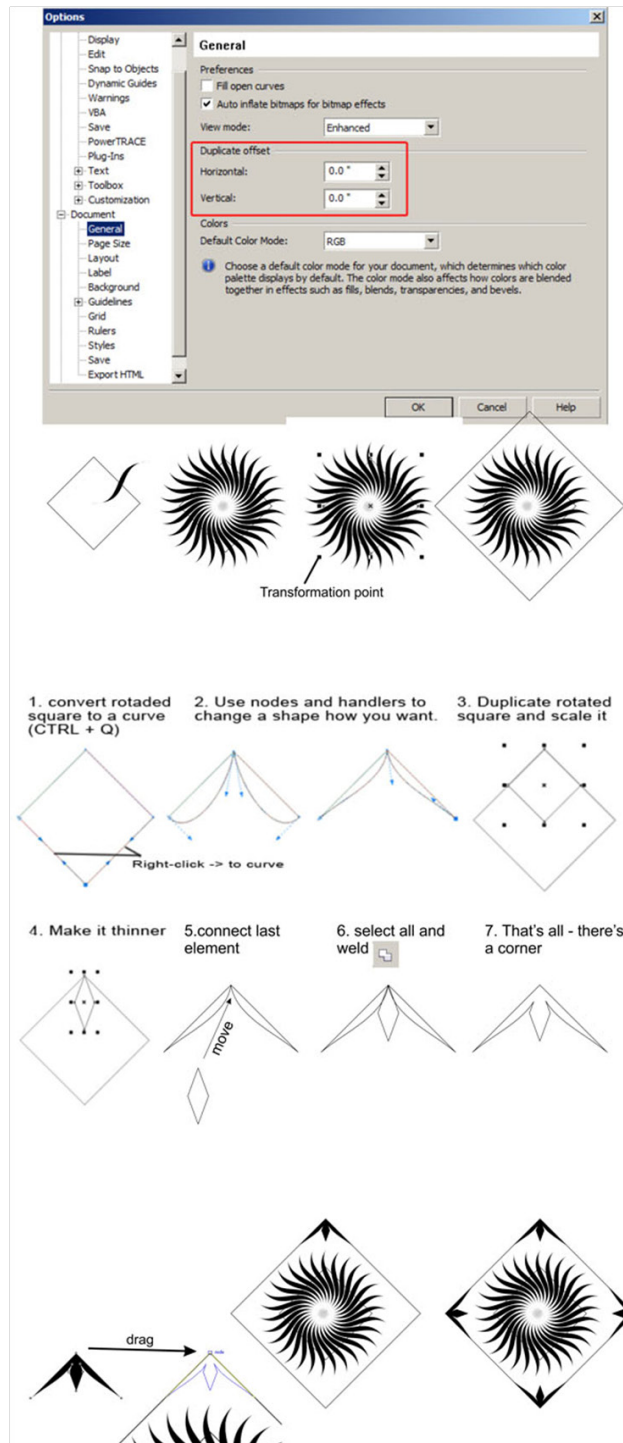 Options
Display
Edit
Snap to Objects
Dynamic Guides
Warnings
VBA
Save
PowerTRACE
Plug-Ins
Text
Toolbox
Customization
Document
General
Page Size
Layout
Label
Background
Guidelines
Grid
Rulers
Styles
Save
Export HTML
General
Preferences
Fill open curves
Auto inflate bitmaps for bitmap effects
View mode: Enhanced
Duplicate offset
Horizontal: 0.0 "
Vertical: 0.0 "
Colors
Default Color Mode: RGB
Choose a default color mode for your document, which determines which color
palette displays by default. The color mode also affects how colors are blended
together in effects such as fills, blends, transparencies, and bevels.
OK Cancel Help
Transformation point
1. convert rotaded
square to a curve
(CTRL + Q)
2. Use nodes and handlers to
change a shape how you want.
3. Duplicate rotated
square and scale it
Right-click -> to curve
4. Make it thinner
5.connect last
element
6. select all and
weld
7. That's all - there's
a corner
move
drag
node